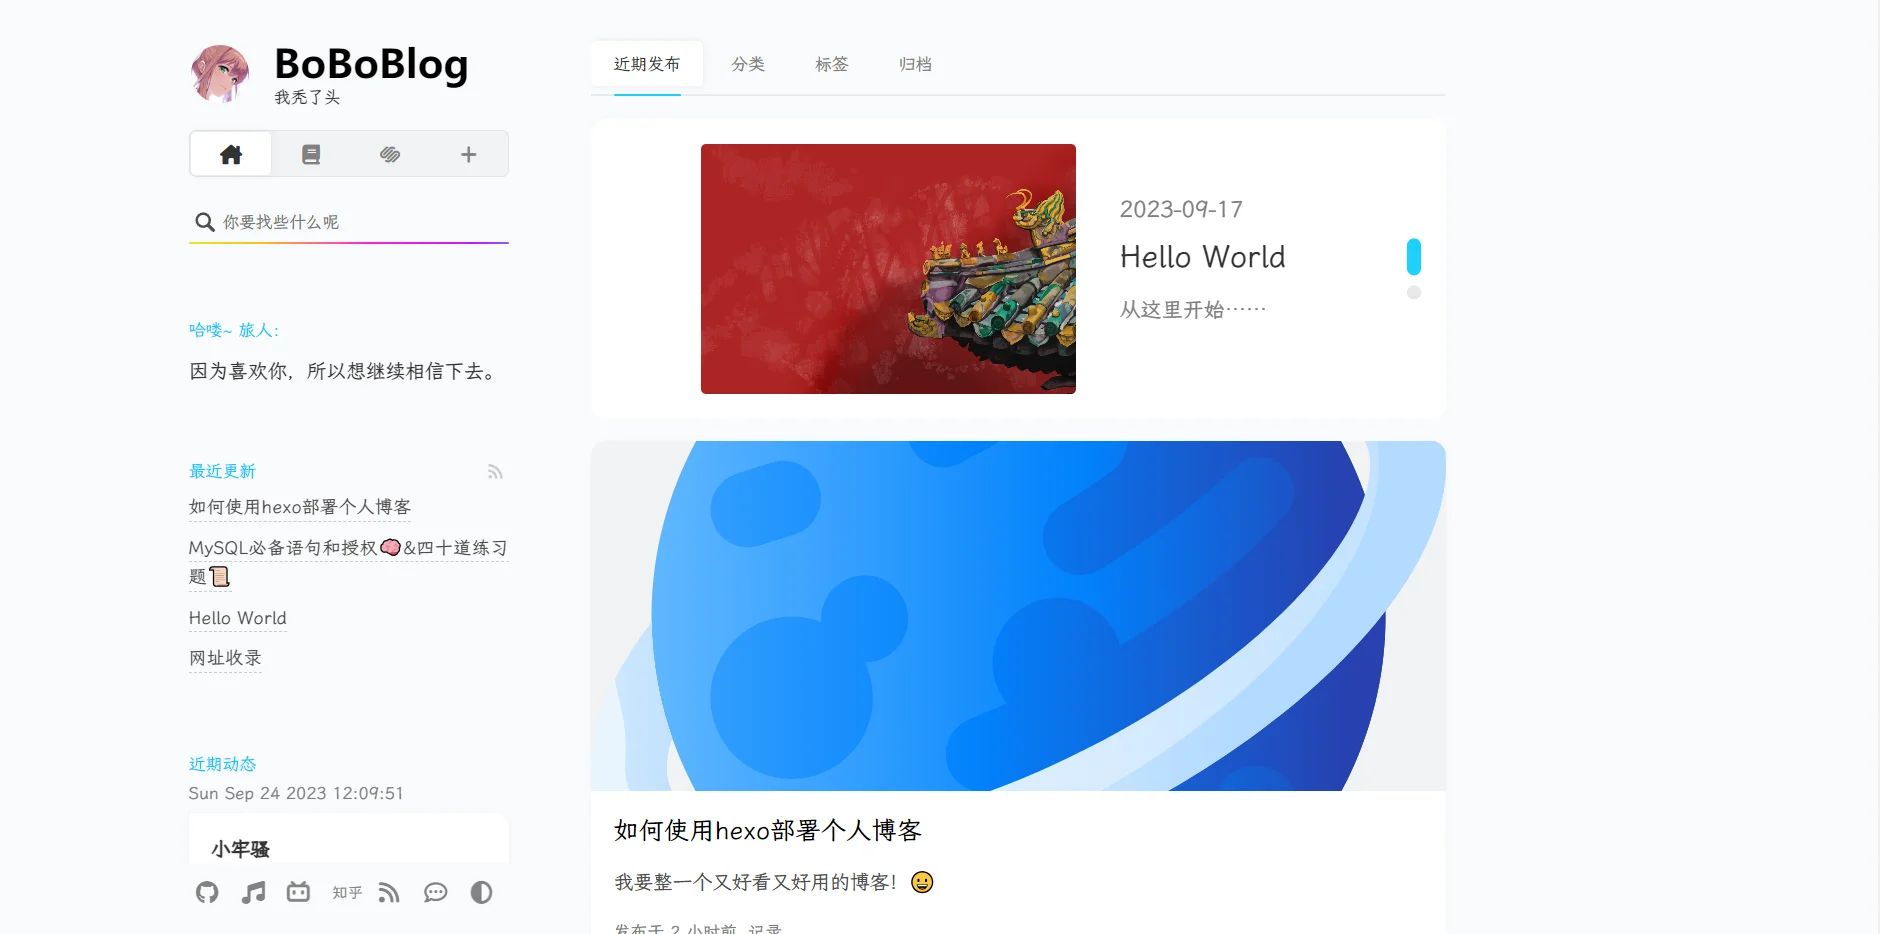 BoBoBlog
我秃了头
你要找些什么呢
哈喽~ 旅人：
因为喜欢你，所以想继续相信下去。
最近更新
如何使用hexo部署个人博客
MySQL必备语句和授权🧠&四十道练习
题📜
Hello World
网址收录
近期动态
Sun Sep 24 2023 12:09:51
小牢骚
知乎
近期发布 分类 标签 归档
2023-09-17
Hello World
从这里开始······
如何使用hexo部署个人博客
我要整一个又好看又好用的博客！😀
发布于 2 小时前 记录